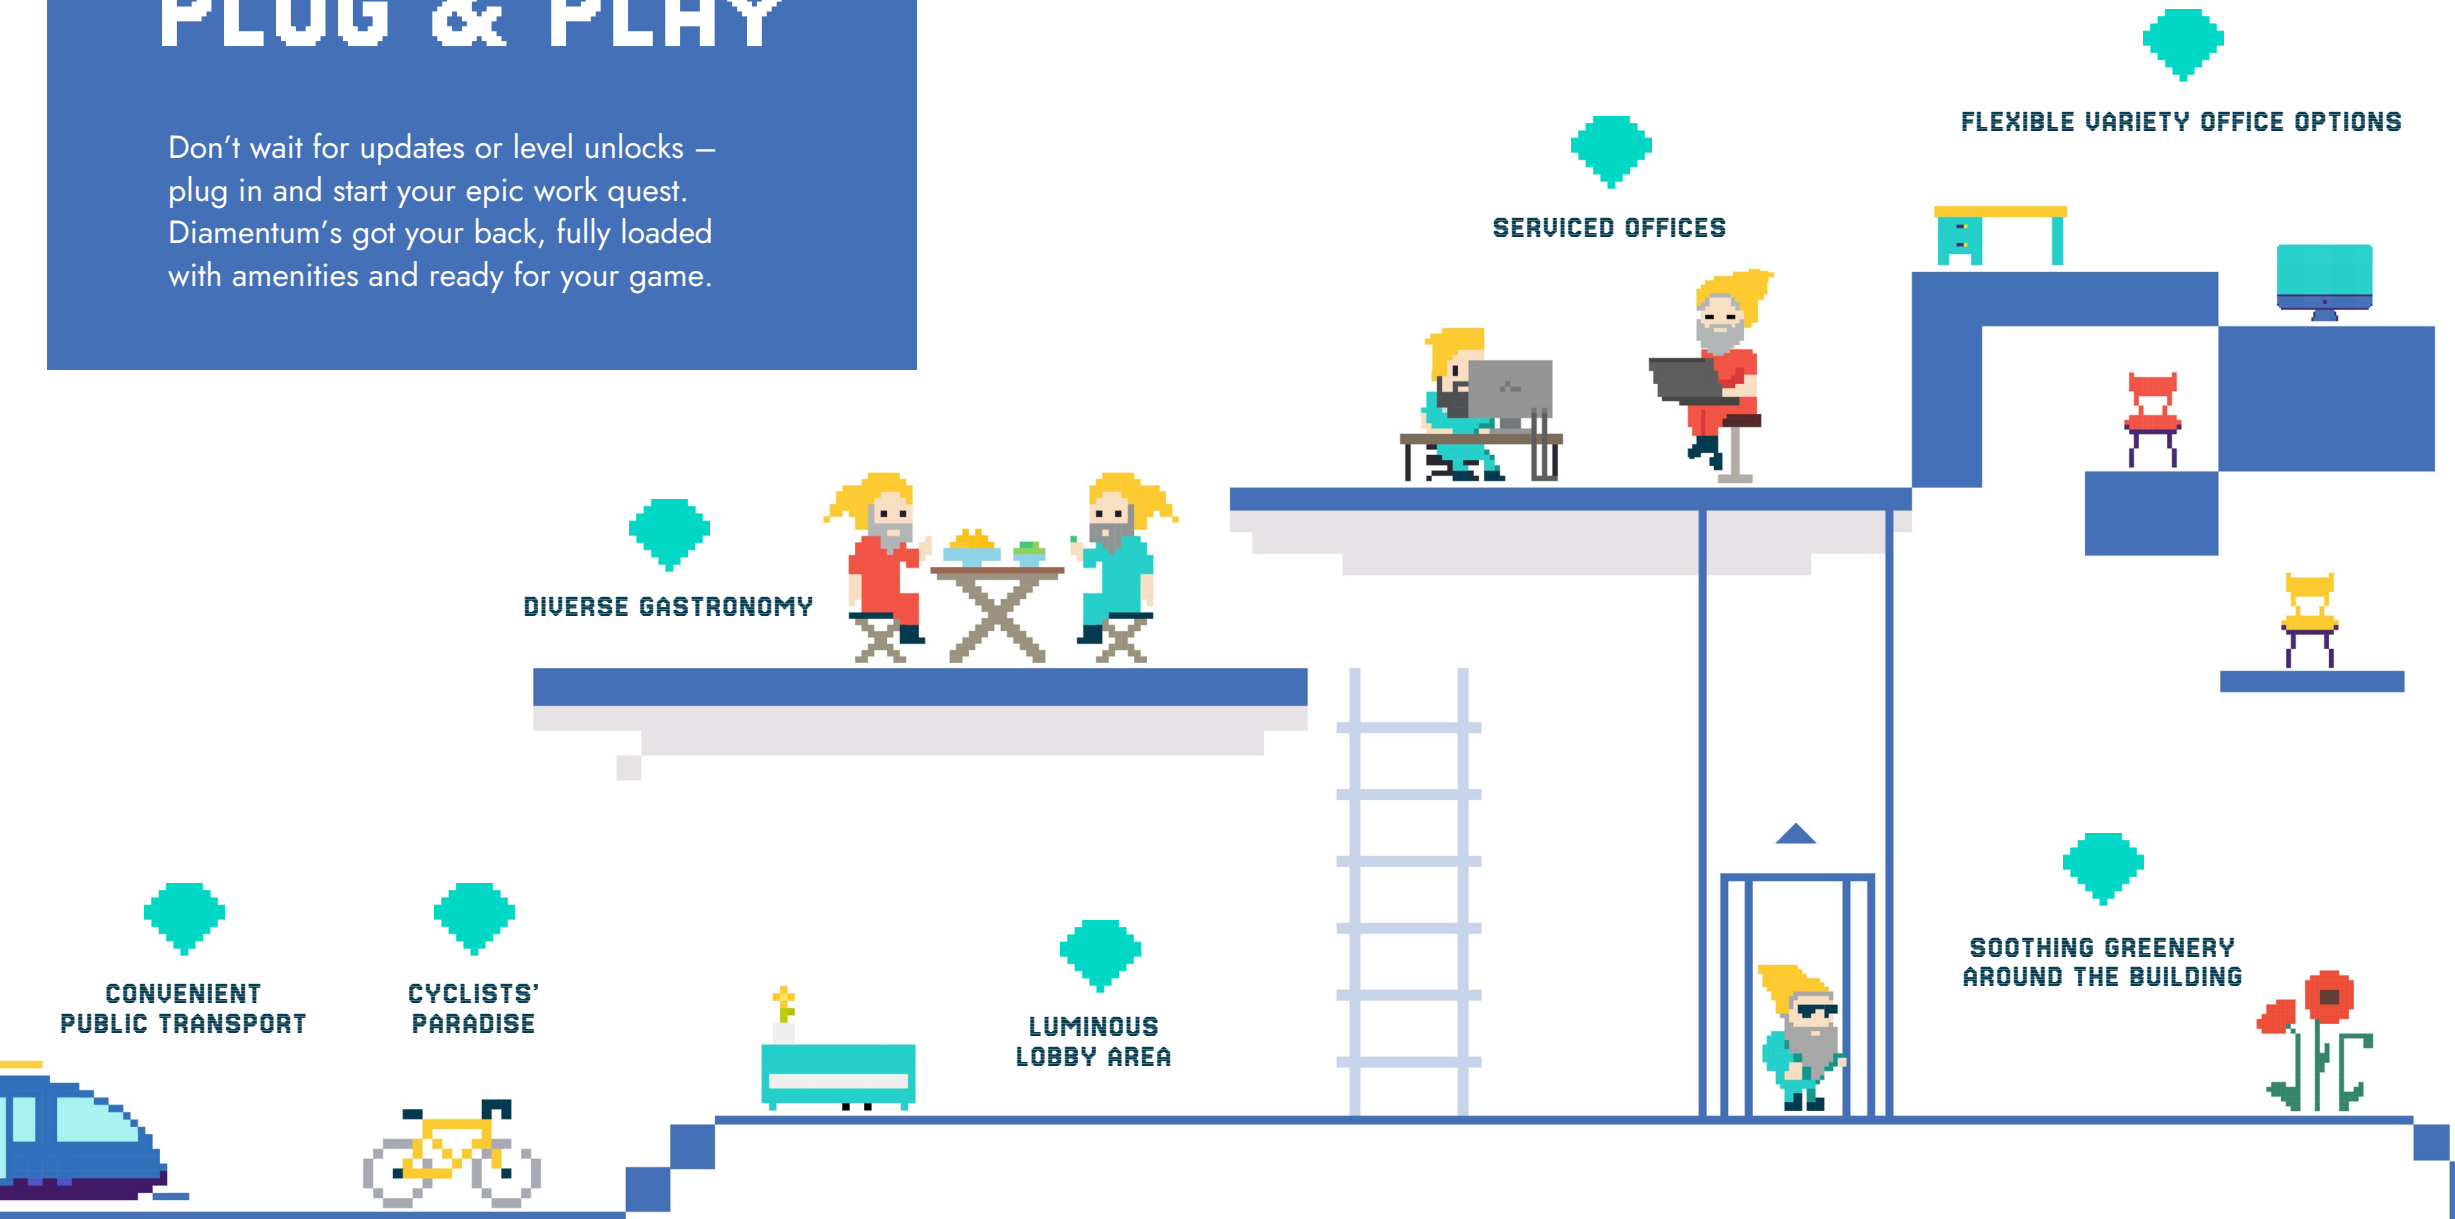 PLUG & PLAY
Don’t wait for updates or level unlocks –
plug in and start your epic work quest.
Diamentum’s got your back, fully loaded
with amenities and ready for your game.
FLEXIBLE VARIETY OFFICE OPTIONS
SERVICED OFFICES
DIVERSE GASTRONOMY
SOOTHING GREENERY
AROUND THE BUILDING
CONVENIENT
PUBLIC TRANSPORT
CYCLISTS’
PARADISE
LUMINOUS
LOBBY AREA